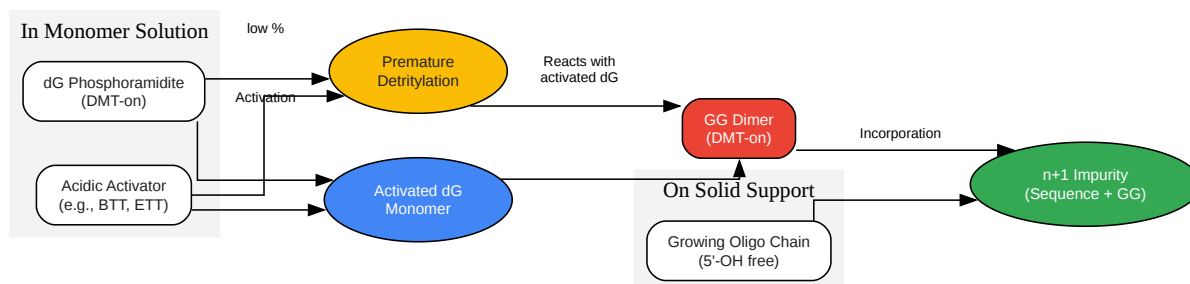 In Monomer Solution
low %
dG Phosphoramidite
(DMT-on)
Activation
Acidic Activator
(e.g., BTT, ETT)
Premature
Detritylation
Activated dG
Monomer
Reacts with
activated dG
GG Dimer
(DMT-on)
On Solid Support
Growing Oligo Chain
(5'-OH free)
Incorporation
n+1 Impurity
(Sequence + GG)